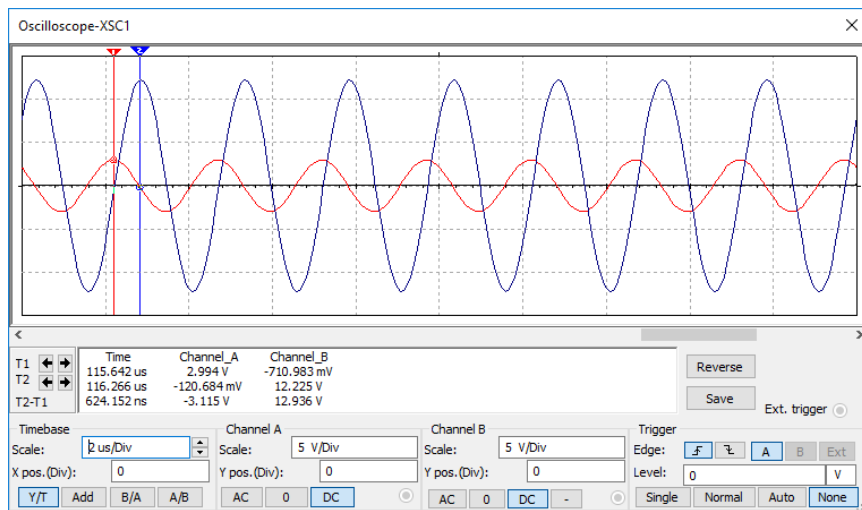 Oscilloscope-XSC1
1 2
Time Channel_A Channel_B
T1 115.642 us 2.994 V -710.983 mV
T2 116.266 us -120.684 mV 12.225 V
T2-T1 624.152 ns -3.115 V 12.936 V
Reverse
Save
Ext. trigger
Timebase Channel A Channel B Trigger
Scale: 2 us/Div Scale: 5 V/Div Scale: 5 V/Div Edge: A B Ext
X pos.(Div): 0 Y pos.(Div): 0 Y pos.(Div): 0 Level: 0 V
Y/T Add B/A A/B AC 0 DC AC 0 DC - Single Normal Auto None